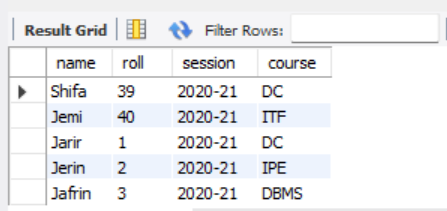 Result Grid Filter Rows:
name roll session course
Shifa 39 2020-21 DC
Jemi 40 2020-21 ITF
Jarir 1 2020-21 DC
Jerin 2 2020-21 IPE
Jafrin 3 2020-21 DBMS